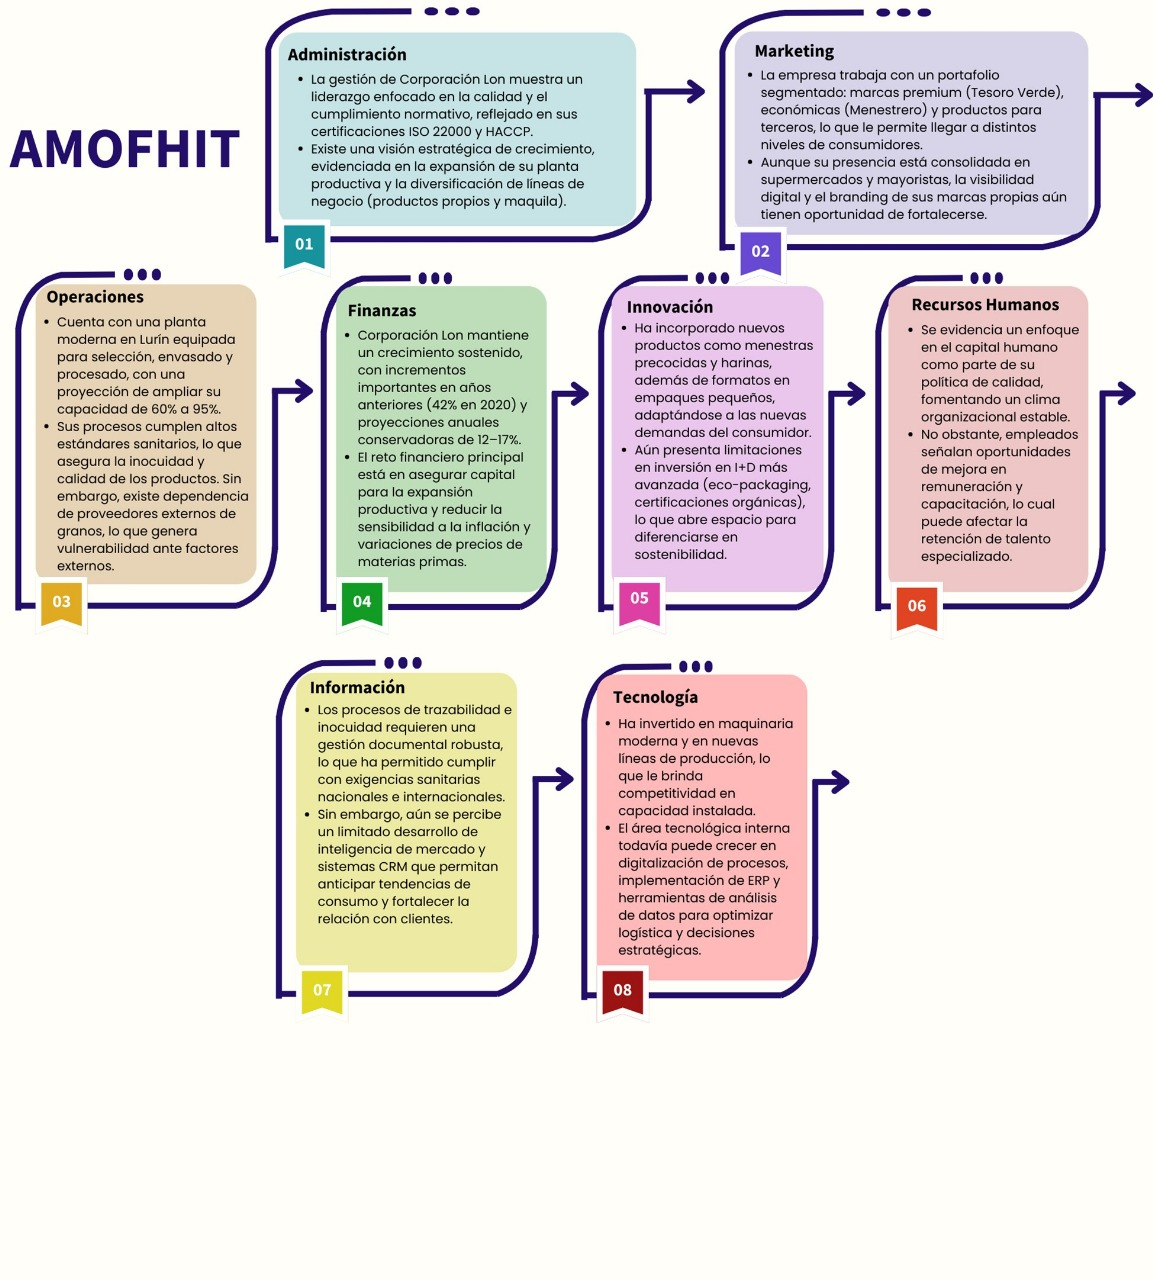 AMOFHIT
Administración
• La gestión de Corporación Lon muestra un
liderazgo enfocado en la calidad y el
cumplimiento normativo, reflejado en sus
certificaciones ISO 22000 y HACCP.
• Existe una visión estratégica de crecimiento,
evidenciada en la expansión de su planta
productiva y la diversificación de líneas de
negocio (productos propios y maquila).
01
Marketing
• La empresa trabaja con un portafolio
segmentado: marcas premium (Tesoro Verde),
económicas (Menestrero) y productos para
terceros, lo que le permite llegar a distintos
niveles de consumidores.
• Aunque su presencia está consolidada en
supermercados y mayoristas, la visibilidad
digital y el branding de sus marcas propias aún
tienen oportunidad de fortalecerse.
02
Operaciones
• Cuenta con una planta
moderna en Lurín equipada
para selección, envasado y
procesado, con una
proyección de ampliar su
capacidad de 60% a 95%.
• Sus procesos cumplen altos
estándares sanitarios, lo que
asegura la inocuidad y
calidad de los productos. Sin
embargo, existe dependencia
de proveedores externos de
granos, lo que genera
vulnerabilidad ante factores
externos.
03
Finanzas
• Corporación Lon mantiene
un crecimiento sostenido,
con incrementos
importantes en años
anteriores (42% en 2020) y
proyecciones anuales
conservadoras de 12–17%.
• El reto financiero principal
está en asegurar capital
para la expansión
productiva y reducir la
sensibilidad a la inflación y
variaciones de precios de
materias primas.
04
Innovación
• Ha incorporado nuevos
productos como menestras
precocidas y harinas,
además de formatos en
empaques pequeños,
adaptándose a las nuevas
demandas del consumidor.
• Aún presenta limitaciones
en inversión en I+D más
avanzada (eco-packaging,
certificaciones orgánicas),
lo que abre espacio para
diferenciarse en
sostenibilidad.
05
Recursos Humanos
• Se evidencia un enfoque
en el capital humano
como parte de su
política de calidad,
fomentando un clima
organizacional estable.
• No obstante, empleados
señalan oportunidades
de mejora en
remuneración y
capacitación, lo cual
puede afectar la
retención de talento
especializado.
06
Información
• Los procesos de trazabilidad e
inocuidad requieren una
gestión documental robusta,
lo que ha permitido cumplir
con exigencias sanitarias
nacionales e internacionales.
• Sin embargo, aún se percibe
un limitado desarrollo de
inteligencia de mercado y
sistemas CRM que permitan
anticipar tendencias de
consumo y fortalecer la
relación con clientes.
07
Tecnología
• Ha invertido en maquinaria
moderna y en nuevas
líneas de producción, lo
que le brinda
competitividad en
capacidad instalada.
• El área tecnológica interna
todavía puede crecer en
digitalización de procesos,
implementación de ERP y
herramientas de análisis
de datos para optimizar
logística y decisiones
estratégicas.
08